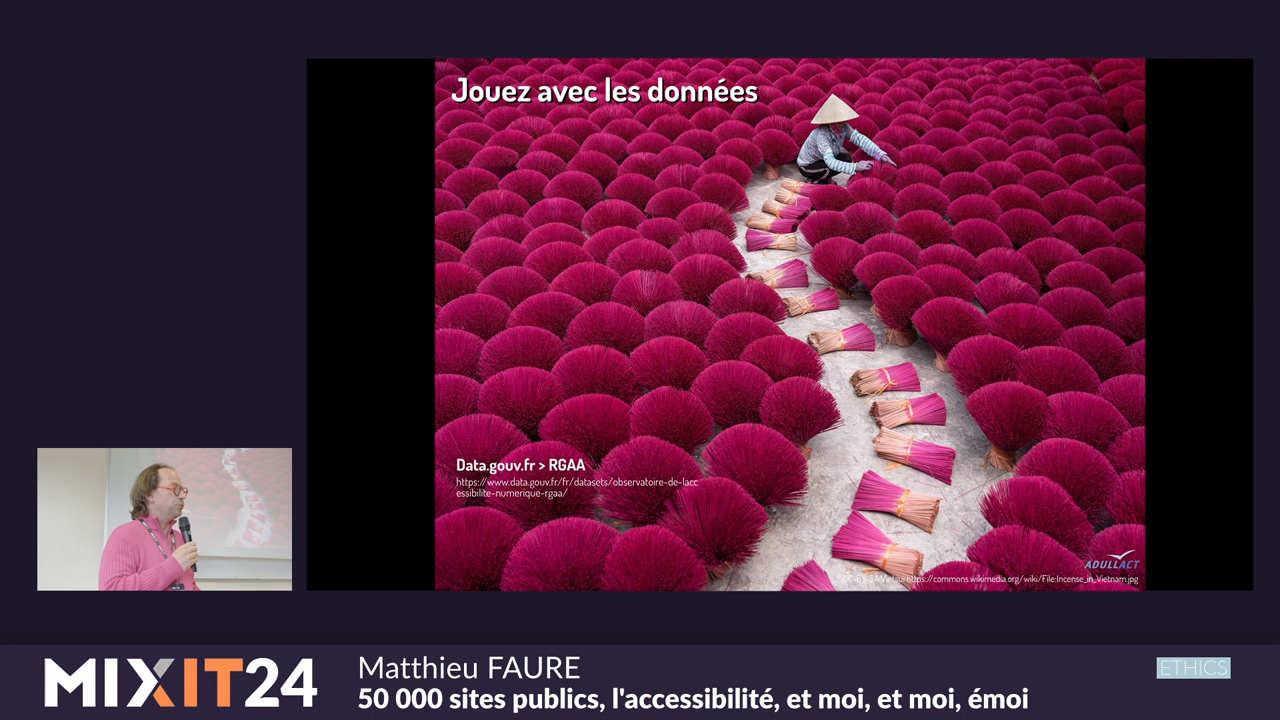 Jouez avec les données
Data.gouv.fr > RGAA
https://www.data.gouv.fr/fr/datasets/observatoire-de-lacc
essibilite-numerique-rgaa/
ADULLACT
https://commons.wikimedia.org/wiki/File:Incense_in_Vietnam.jpg
MIXIT24
Matthieu FAURE
50 000 sites publics, l'accessibilité, et moi, et moi, émoi
ETHICS